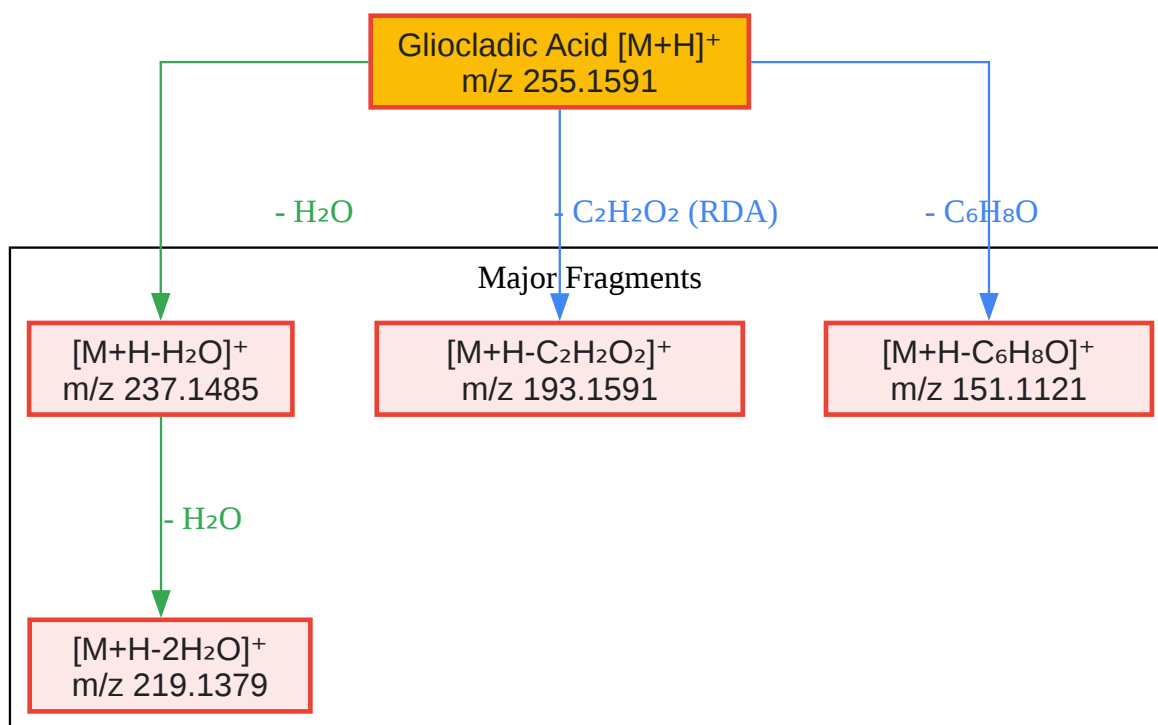 Gliocladic Acid [M+H]⁺
m/z 255.1591
- H₂O
- C₂H₂O₂ (RDA)
- C₆H₈O
Major Fragments
[M+H-H₂O]⁺
m/z 237.1485
[M+H-C₂H₂O₂]⁺
m/z 193.1591
[M+H-C₆H₈O]⁺
m/z 151.1121
- H₂O
[M+H-2H₂O]⁺
m/z 219.1379